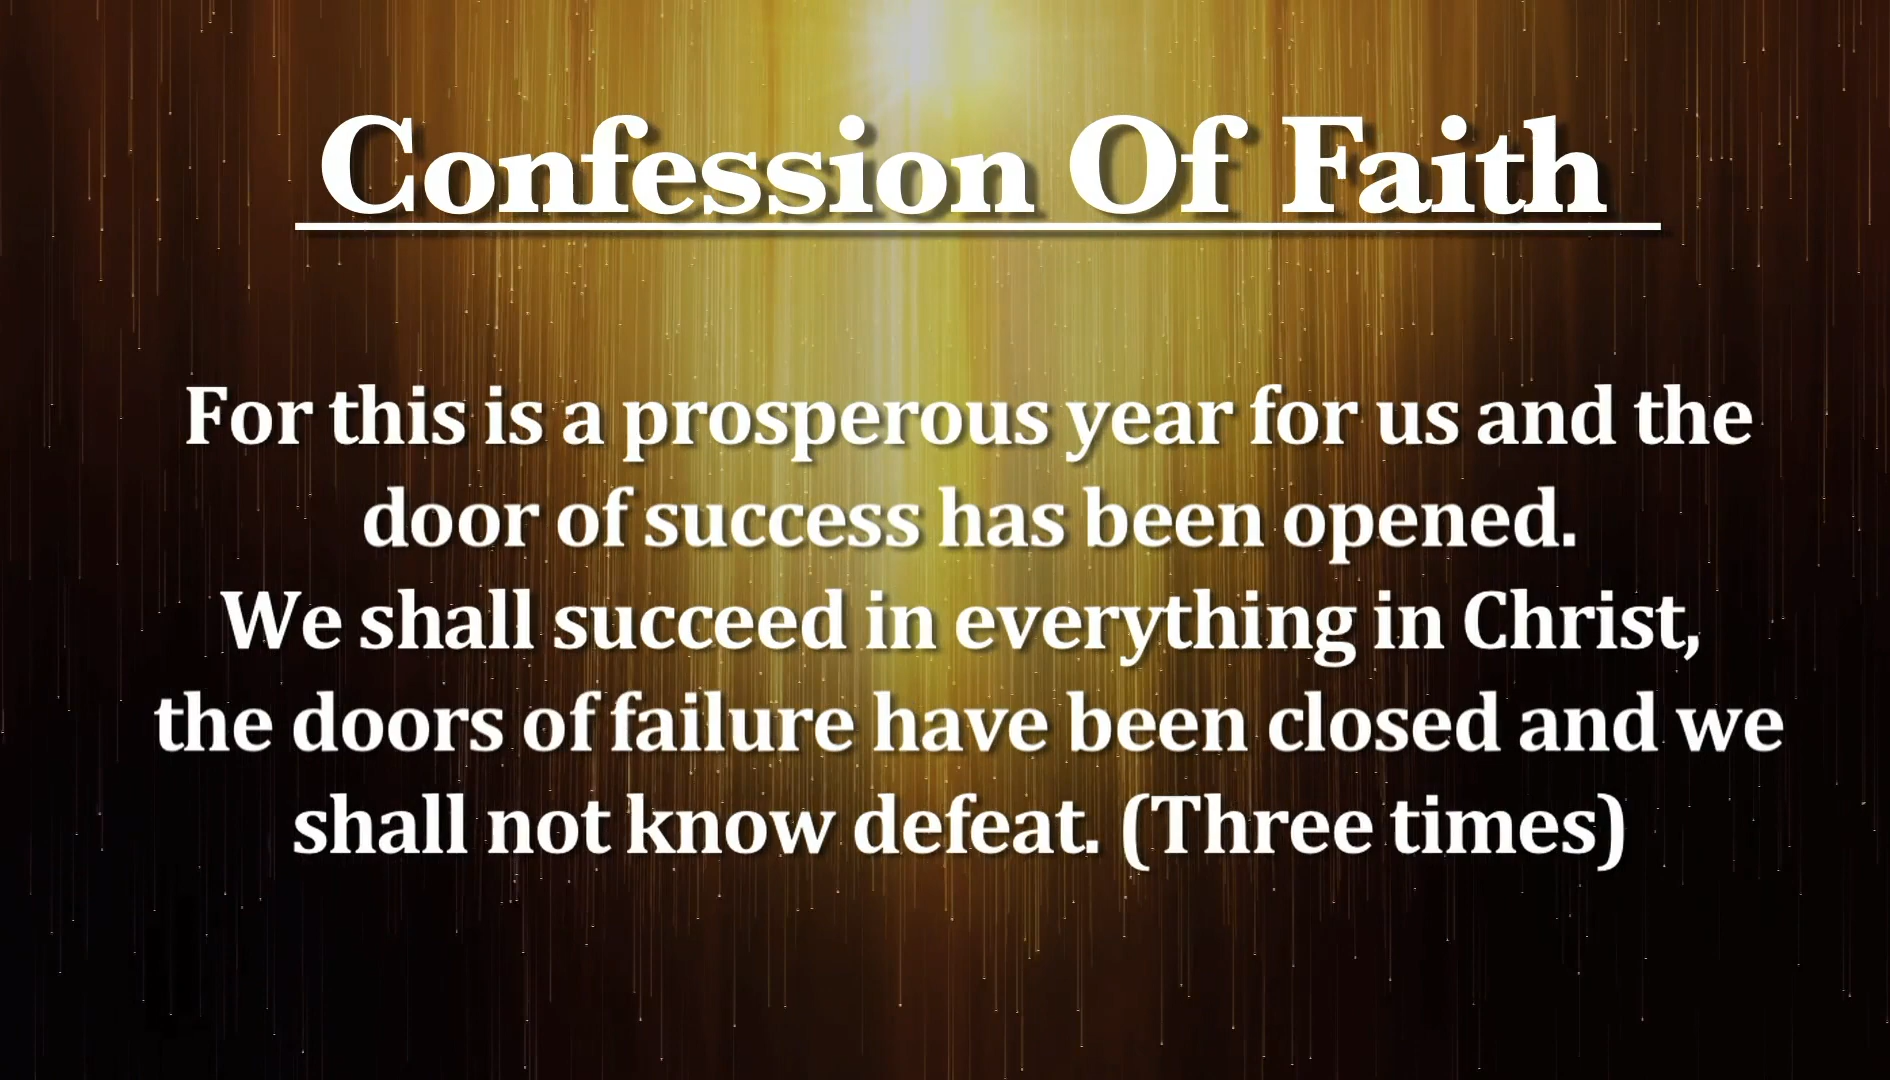 Confession Of Faith
For this is a prosperous year for us and the
door of success has been opened.
We shall succeed in everything in Christ,
the doors of failure have been closed and we
shall not know defeat. (Three times)